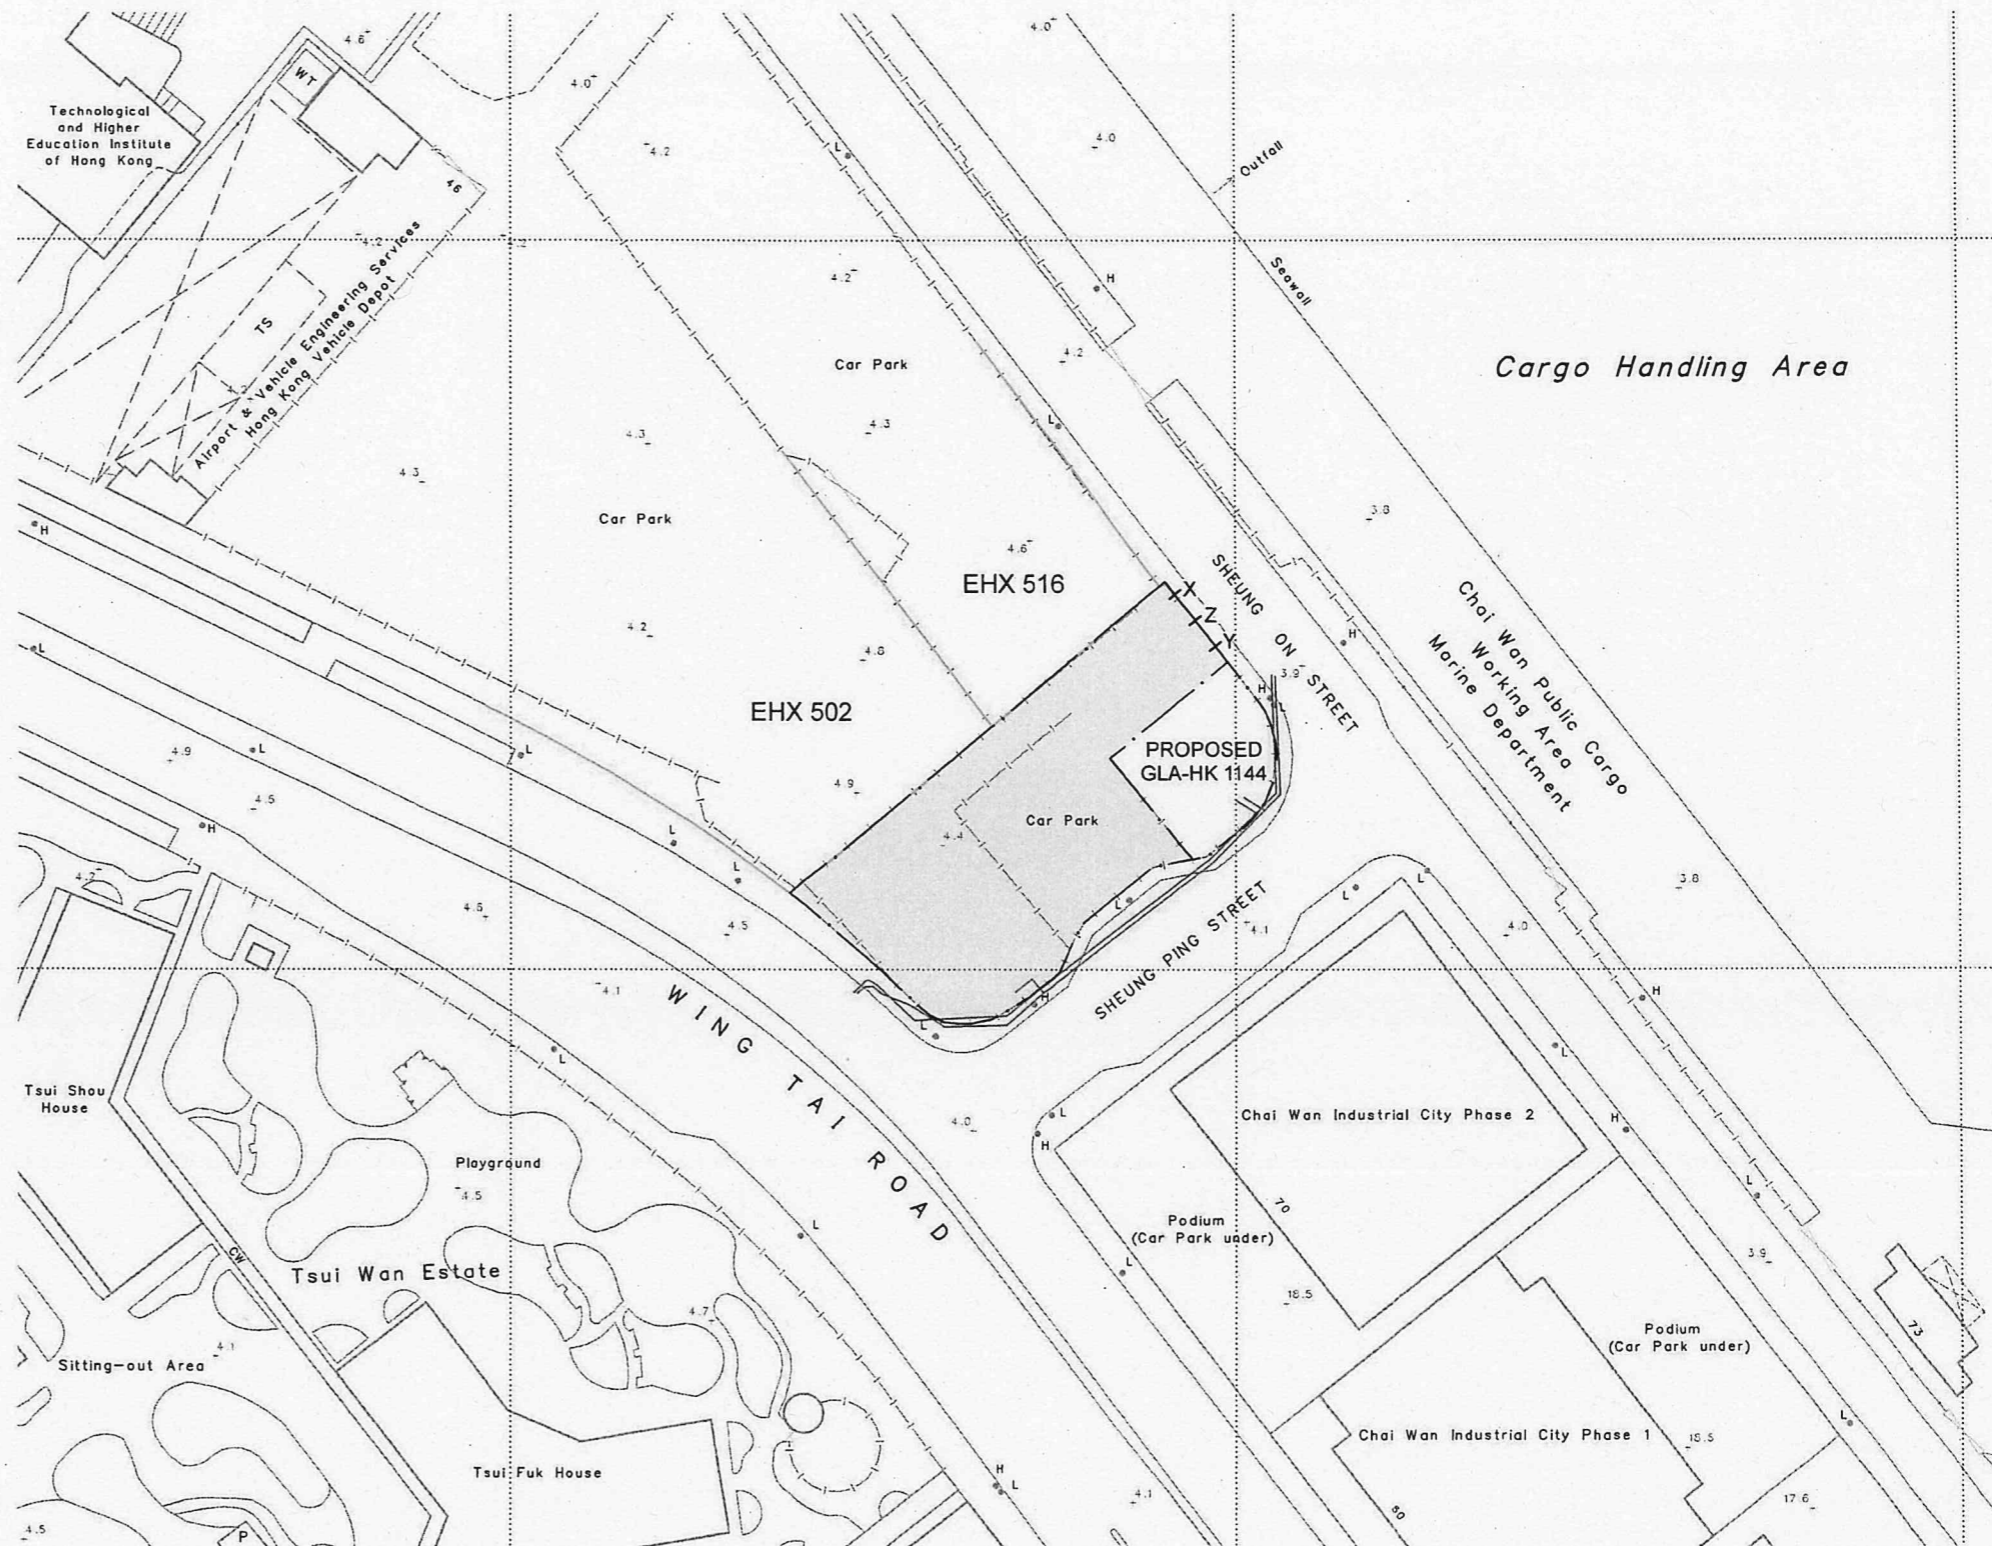 4.6
4.0
4.0
WT
Technological
and Higher
Education Institute
of Hong Kong
4.2
L
4.0
Outfall
46
4.2
4.2
4.2
H
Seawall
Airport & Vehicle Engineering Services
Hong Kong Vehicle Depot
TS
4.2
Car Park
Cargo Handling Area
4.3
4.3
4.3
L
Car Park
3.8
H
4.6
EHX 516
SHEUNG ON STREET
X
Z
Y
Chai Wan Public Cargo
Working Area
Marine Department
4.2
4.8
H
L
3.9
H
EHX 502
4.9
L
L
PROPOSED
GLA-HK 1144
4.9
4.5
H
L
L
4.4
Car Park
4.7
4.6
4.5
L
SHEUNG PING STREET
4.1
L
L
3.8
4.0
4.1
WING TAI ROAD
L
H
H
L
L
Tsui Shou
House
4.0
L
H
Chai Wan Industrial City Phase 2
H
Playground
4.5
L
70
Podium
(Car Park under)
L
L
CW
Tsui Wan Estate
3.9
18.5
4.7
73
Podium
(Car Park under)
Sitting-out Area
4.1
L
Chai Wan Industrial City Phase 1
18.5
Tsui Fuk House
H
L
4.1
50
17.6
4.5
P